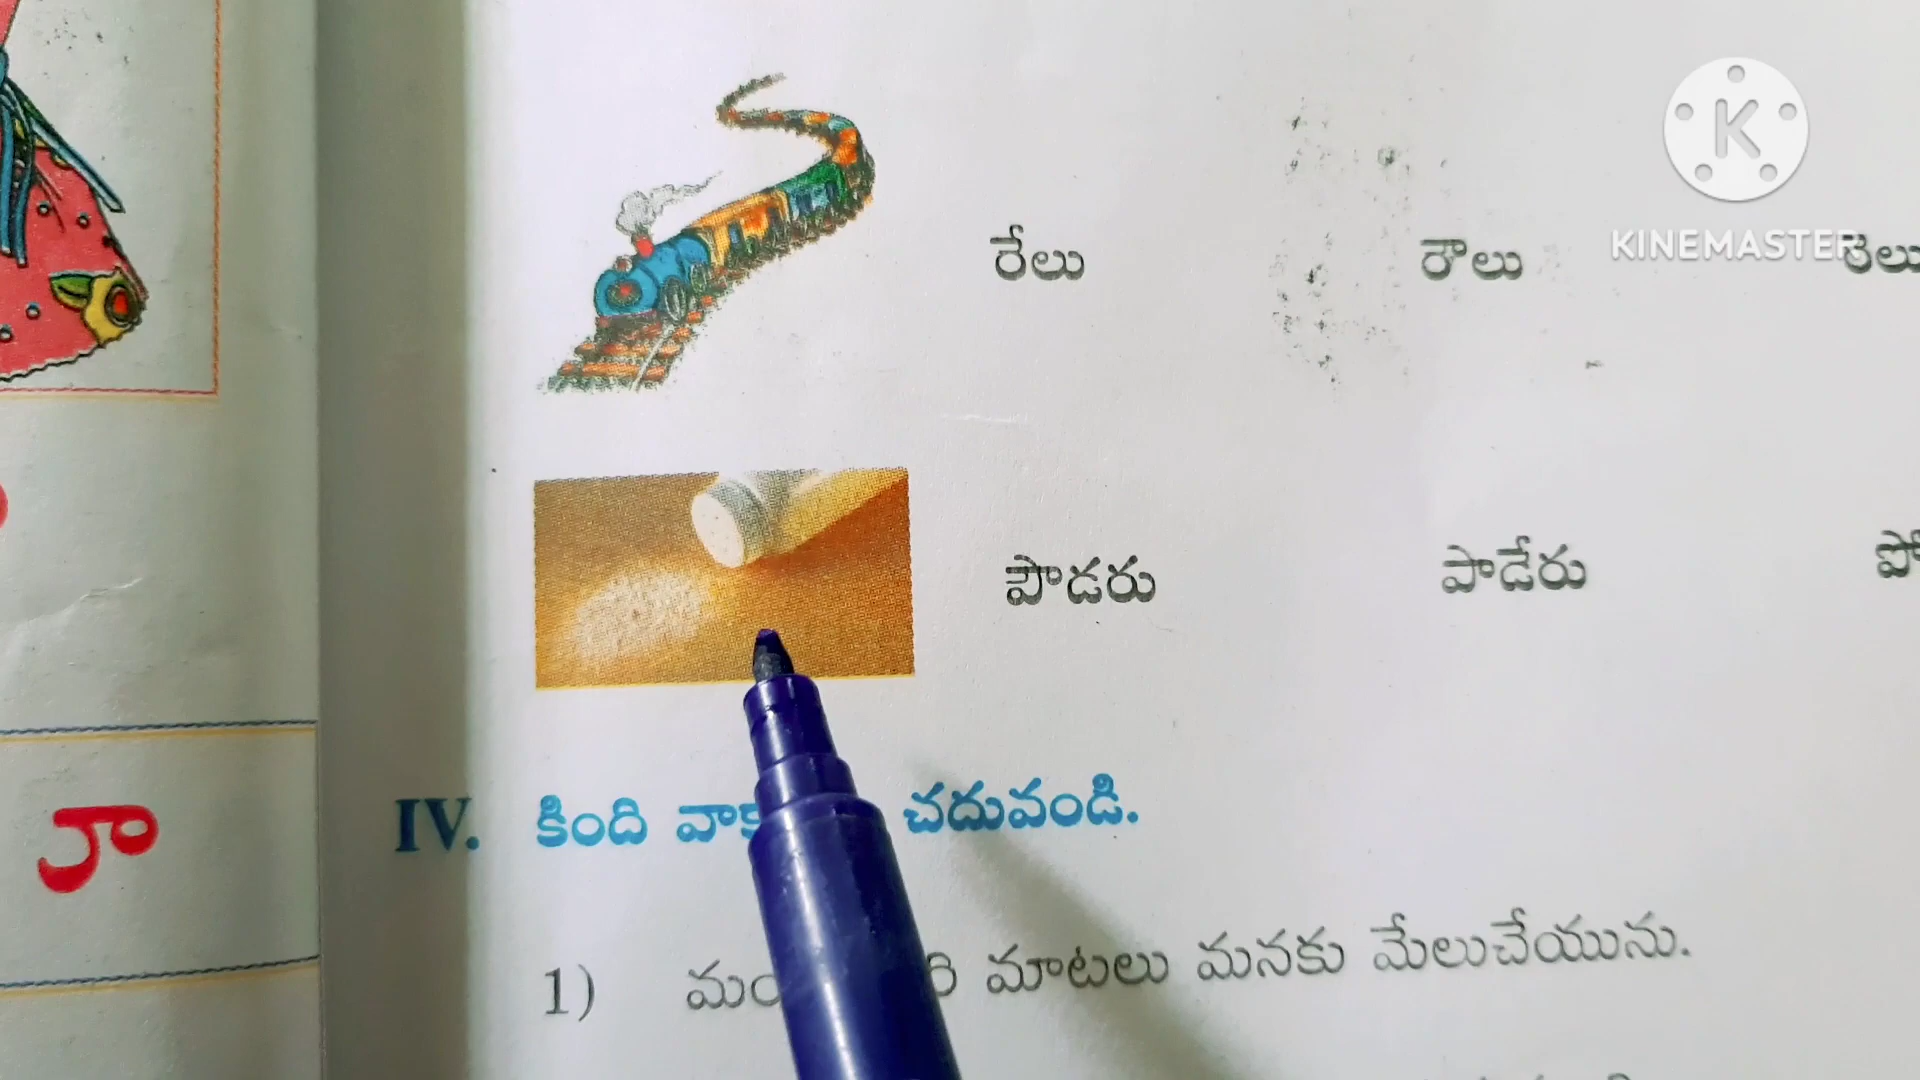 K
KINEMASTER
రేలు రౌలు
పౌడరు పాడేరు
IV. కింది చదువండి.
వా
1) మాటలు మనకు మేలుచేయును.